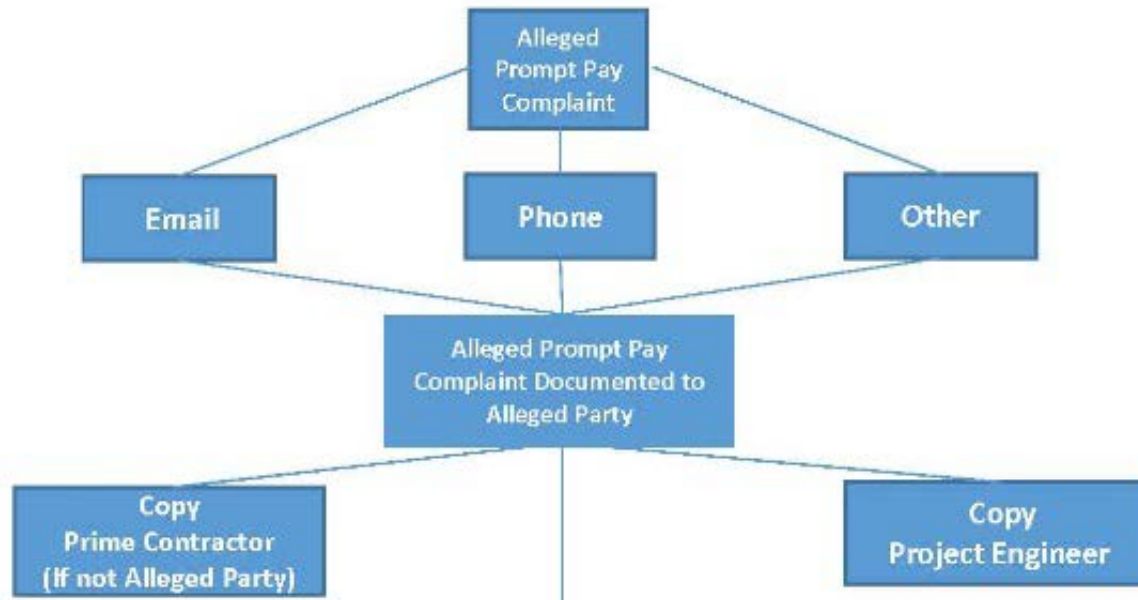 Alleged
Prompt Pay
Complaint
Email
Phone
Other
Alleged Prompt Pay
Complaint Documented to
Alleged Party
Copy
Prime Contractor
(If not Alleged Party)
Copy
Project Engineer